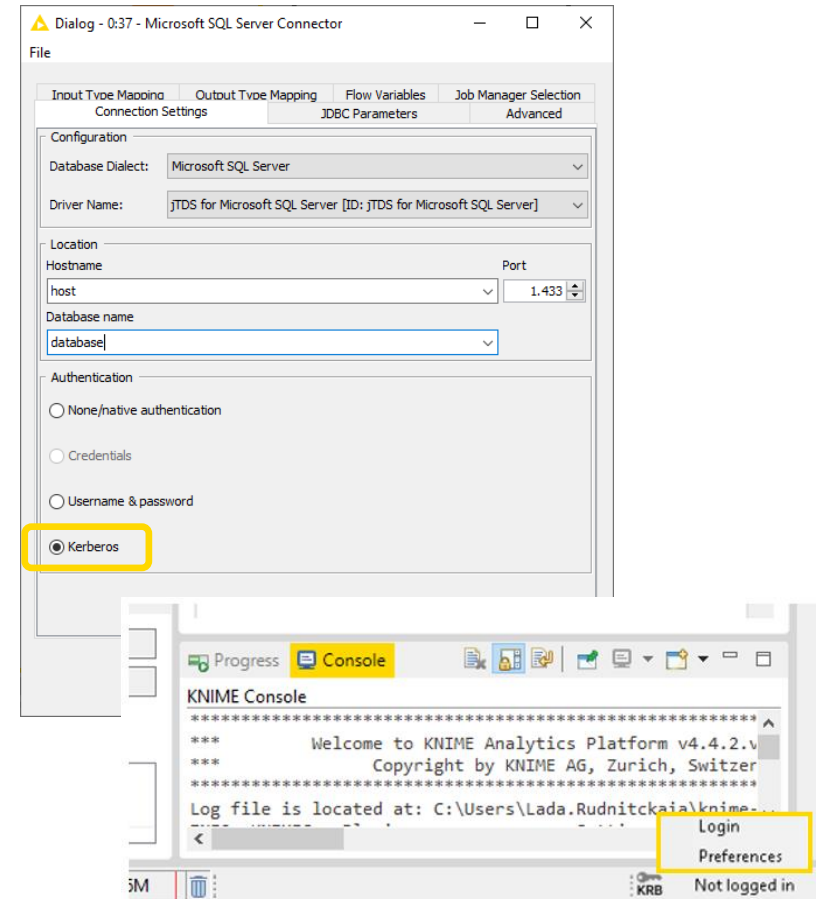 Dialog - 0:37 - Microsoft SQL Server Connector
File
Input Type Mapping Output Type Mapping Flow Variables Job Manager Selection
Connection Settings JDBC Parameters Advanced
Configuration
Database Dialect: Microsoft SQL Server
Driver Name: jTDS for Microsoft SQL Server [ID: jTDS for Microsoft SQL Server]
Location
Hostname Port
host 1.433
Database name
database
Authentication
None/native authentication
Credentials
Username & password
Kerberos
Progress Console
KNIME Console
*******************************************************
*** Welcome to KNIME Analytics Platform v4.4.2.v
*** Copyright by KNIME AG, Zurich, Switzer
*******************************************************
Log file is located at: C:\Users\Lada.Rudnitckaia\knime-
Login
Preferences
5M KRB Not logged in